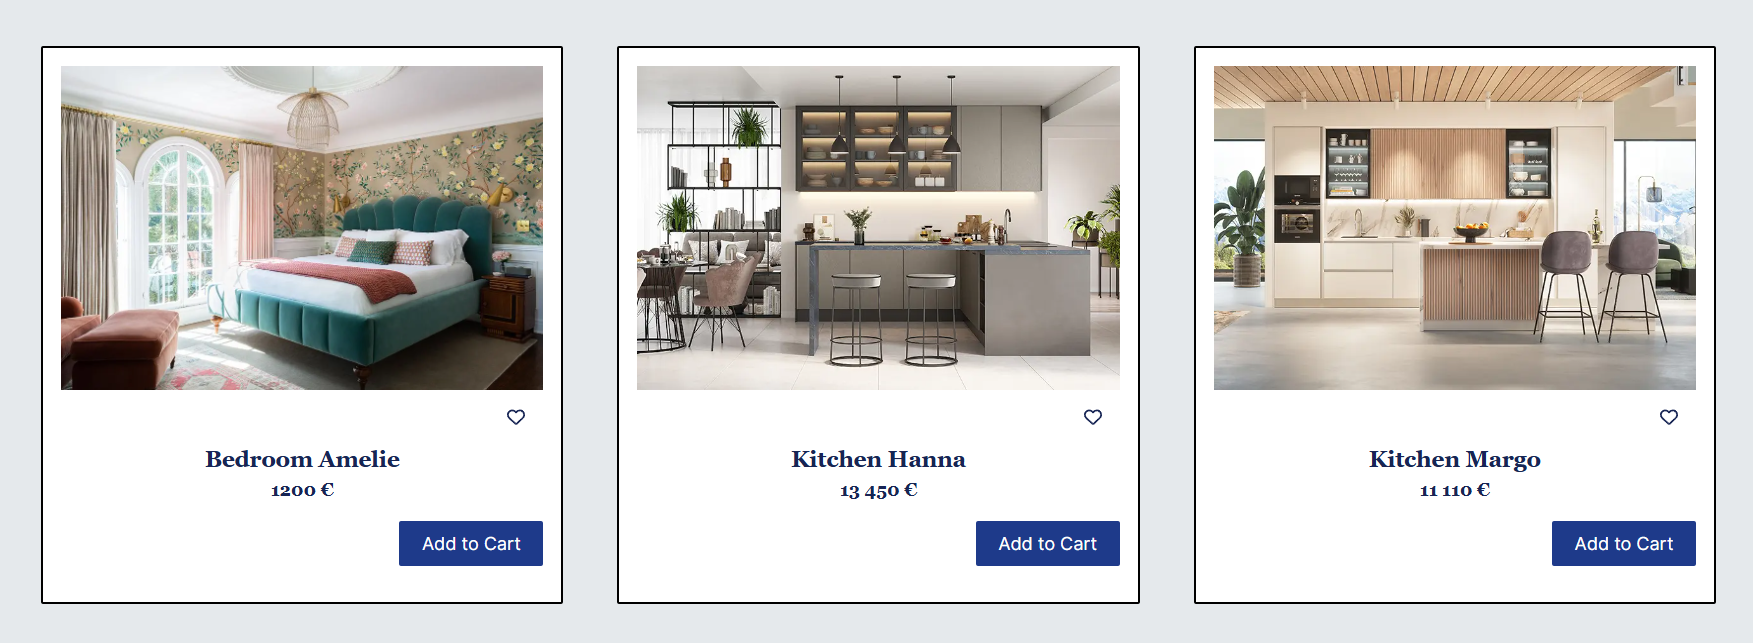 Bedroom Amelie
1200 €
Add to Cart
Kitchen Hanna
13 450 €
Add to Cart
Kitchen Margo
11 110 €
Add to Cart